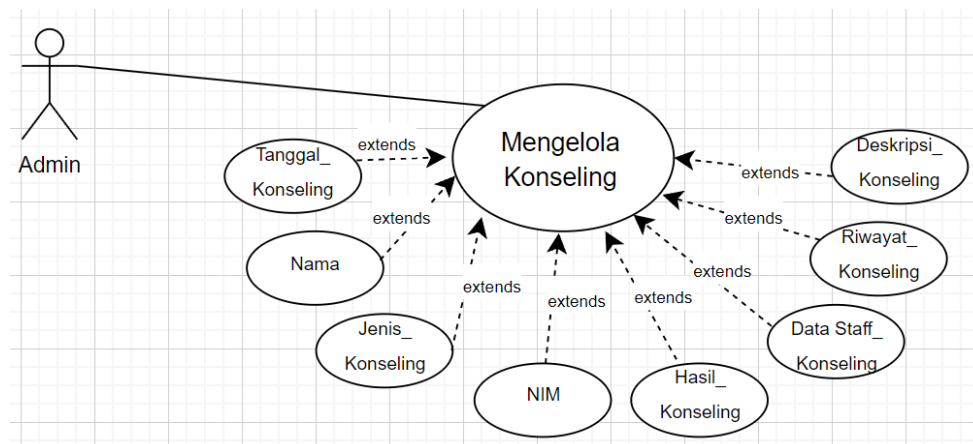 Admin
Mengelola
Konseling
Tanggal_
Konseling
extends
Nama
extends
Jenis_
Konseling
extends
NIM
extends
Hasil_
Konseling
extends
Data Staff_
Konseling
extends
Riwayat_
Konseling
extends
Deskripsi_
Konseling
extends